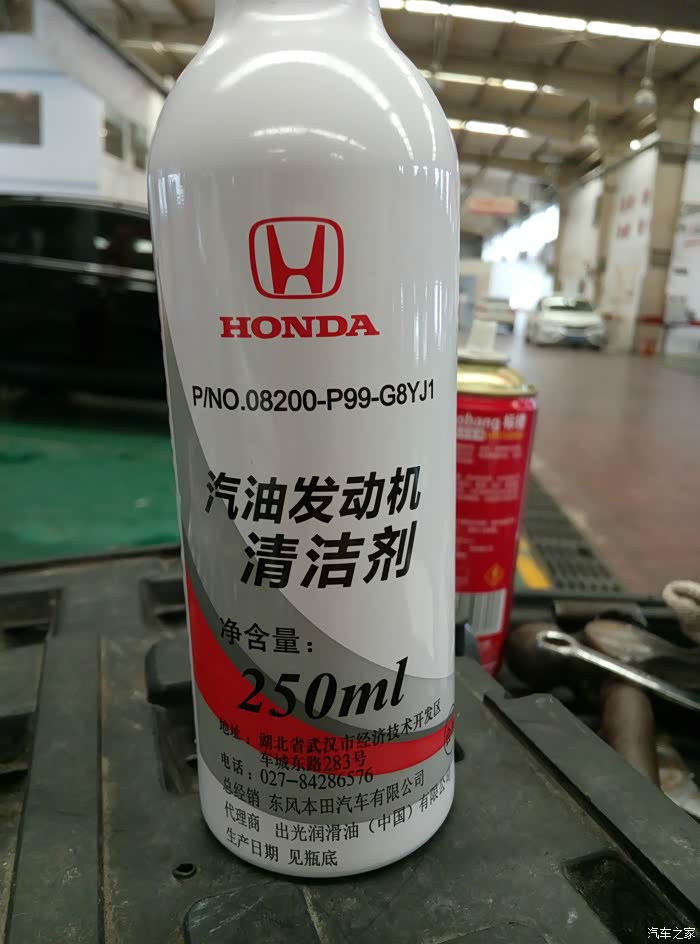 HONDA
P/NO.08200-P99-G8YJ1
汽油发动机
清洁剂
净含量：
250ml
地址：湖北省武汉市经济技术开发区
车城东路283号
电话：027-84286576
总经销 东风本田汽车有限公司
代理商 出光润滑油（中国）有限公
生产日期 见瓶底
标榜
汽车之家